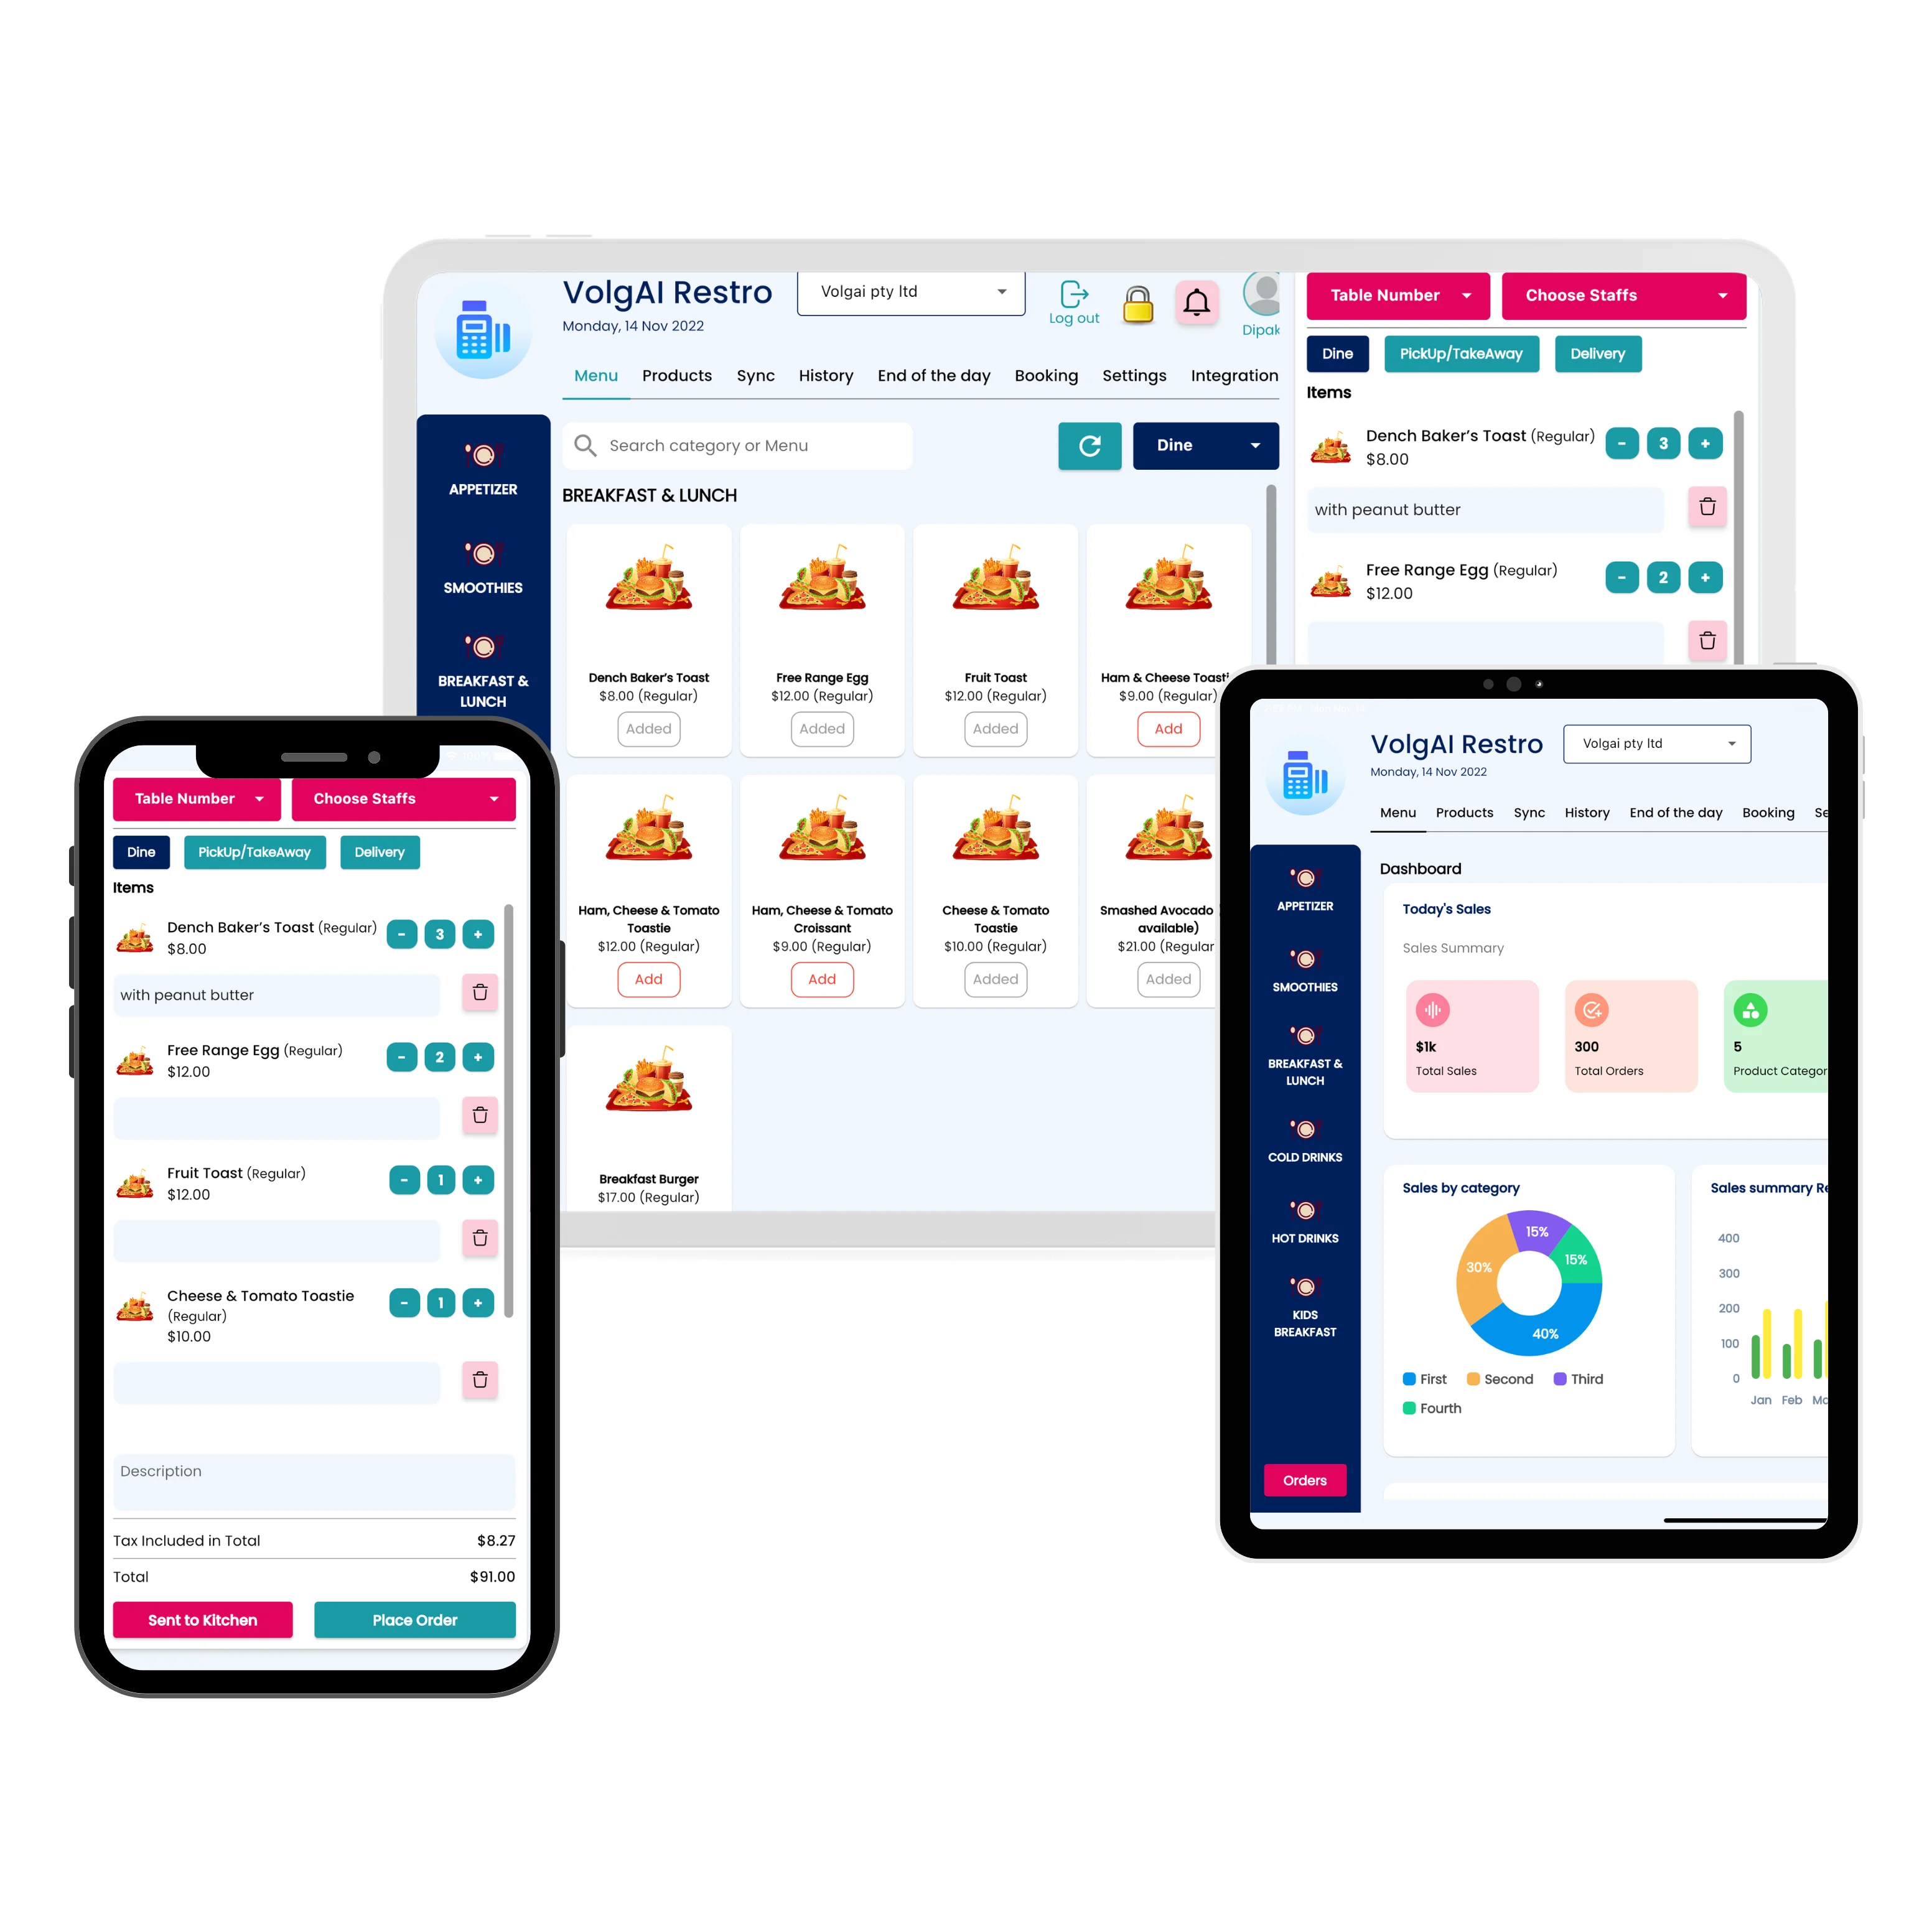 VolgAI Restro
Monday, 14 Nov 2022
Volgai pty ltd
Log out
Dipak
Menu Products Sync History End of the day Booking Settings Integration
Search category or Menu
Dine
APPETIZER
SMOOTHIES
BREAKFAST &
LUNCH
BREAKFAST & LUNCH
Dench Baker's Toast
$8.00 (Regular)
Added
Free Range Egg
$12.00 (Regular)
Added
Fruit Toast
$12.00 (Regular)
Added
Ham & Cheese
$9.00 (Regular)
Add
Ham, Cheese & Tomato
Toastie
$12.00 (Regular)
Add
Ham, Cheese & Tomato
Croissant
$9.00 (Regular)
Add
Cheese & Tomato
Toastie
$10.00 (Regular)
Added
Smashed Avocado
available)
$21.00 (Regular
Added
Breakfast Burger
$17.00 (Regular)
Table Number Choose Staffs
Dine PickUp/TakeAway Delivery
Items
Dench Baker's Toast (Regular)
$8.00
- 3 +
with peanut butter
Free Range Egg (Regular)
$12.00
- 2 +
Table Number Choose Staffs
Dine PickUp/TakeAway Delivery
Items
Dench Baker's Toast (Regular)
$8.00
- 3 +
with peanut butter
Free Range Egg (Regular)
$12.00
- 2 +
Fruit Toast (Regular)
$12.00
- 1 +
Cheese & Tomato Toastie
(Regular)
$10.00
- 1 +
Description
Tax Included in Total $8.27
Total $91.00
Sent to Kitchen Place Order
VolgAI Restro
Monday, 14 Nov 2022
Volgai pty ltd
Menu Products Sync History End of the day Booking Se
APPETIZER
SMOOTHIES
BREAKFAST &
LUNCH
COLD DRINKS
HOT DRINKS
KIDS
BREAKFAST
Orders
Dashboard
Today's Sales
Sales Summary
$1k
Total Sales
300
Total Orders
5
Product Categor
Sales by category
15%
15%
30%
40%
First Second Third
Fourth
Sales summary Re
400
300
200
100
0
Jan Feb